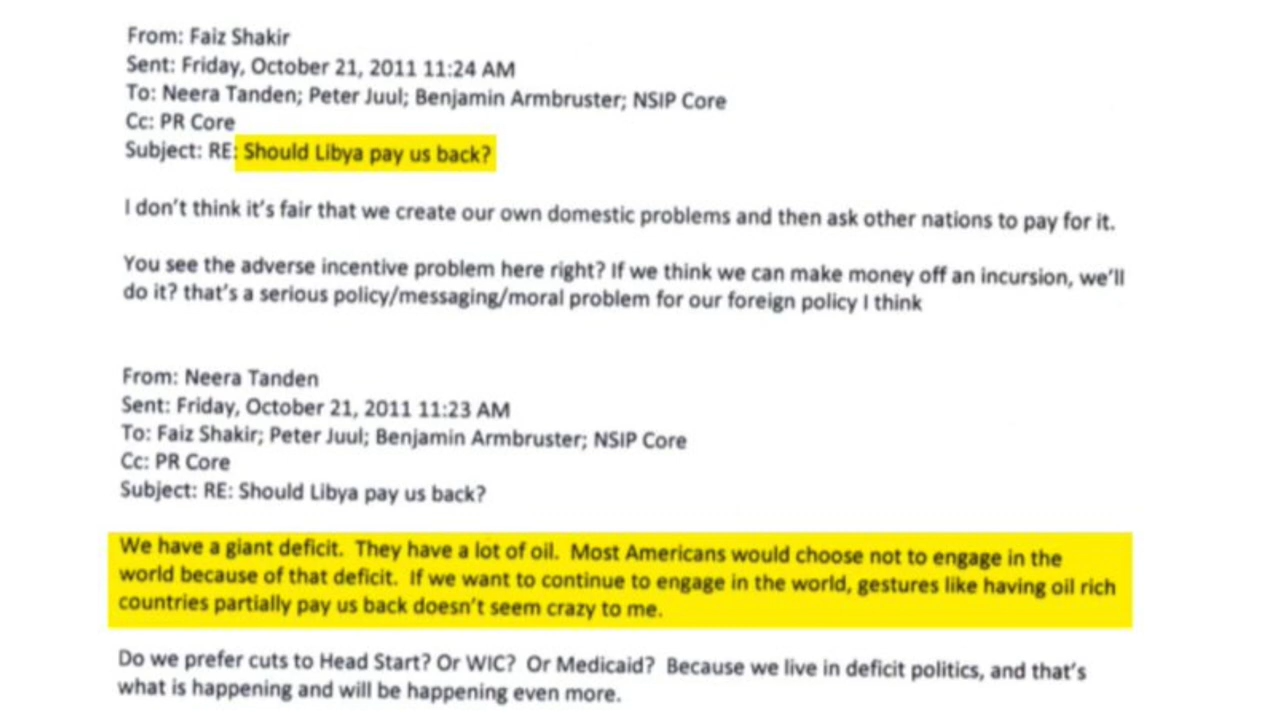 From: Faiz Shakir
Sent: Friday, October 21, 2011 11:24 AM
To: Neera Tanden; Peter Juul; Benjamin Armbruster; NSIP Core
Cc: PR Core
Subject: RE: Should Libya pay us back?
I don't think it's fair that we create our own domestic problems and then ask other nations to pay for it.
You see the adverse incentive problem here right? If we think we can make money off an incursion, we'll
do it? that's a serious policy/messaging/moral problem for our foreign policy I think
From: Neera Tanden
Sent: Friday, October 21, 2011 11:23 AM
To: Faiz Shakir; Peter Juul; Benjamin Armbruster; NSIP Core
Cc: PR Core
Subject: RE: Should Libya pay us back?
We have a giant deficit. They have a lot of oil. Most Americans would choose not to engage in the
world because of that deficit. If we want to continue to engage in the world, gestures like having oil rich
countries partially pay us back doesn't seem crazy to me.
Do we prefer cuts to Head Start? Or WIC? Or Medicaid? Because we live in deficit politics, and that's
what is happening and will be happening even more.